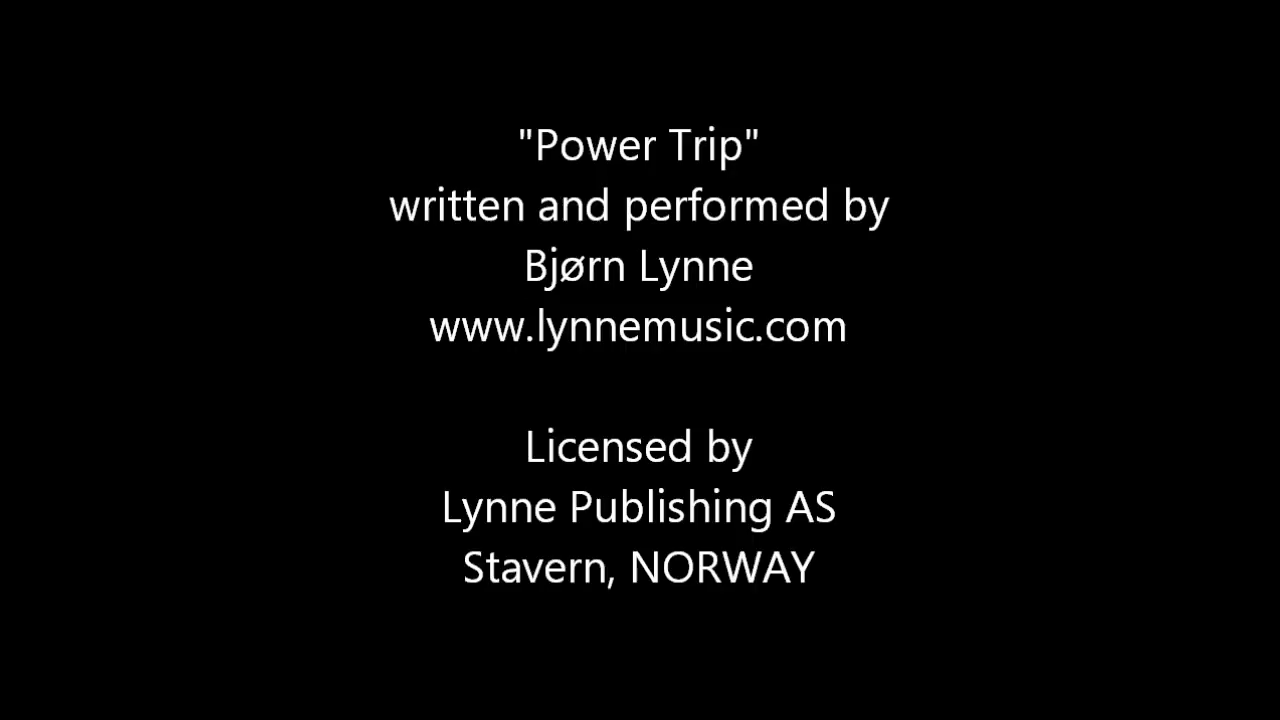 "Power Trip"
written and performed by
Bjørn Lynne
www.lynnemusic.com
Licensed by
Lynne Publishing AS
Stavern, NORWAY